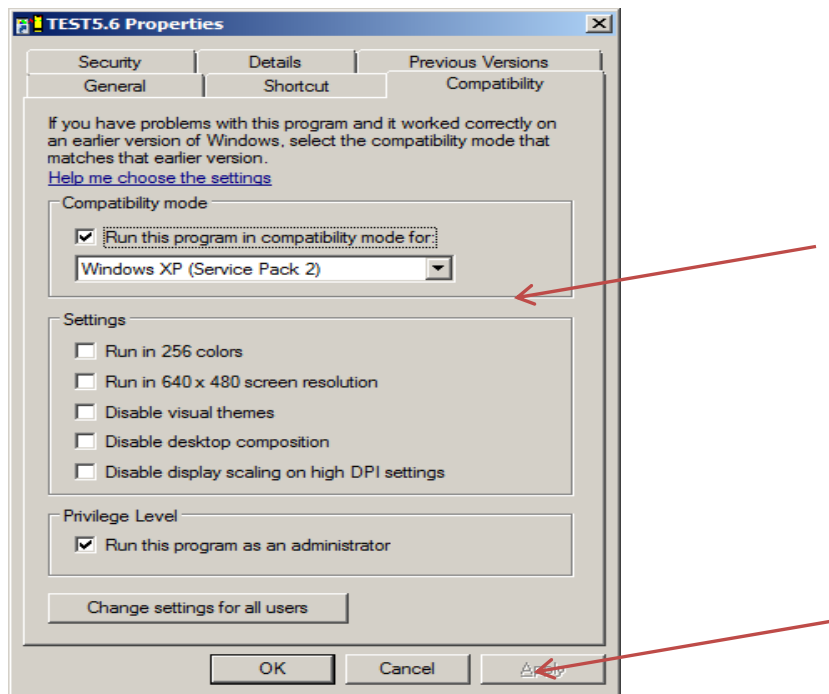 TEST5.6 Properties
Security Details Previous Versions
General Shortcut Compatibility
If you have problems with this program and it worked correctly on
an earlier version of Windows, select the compatibility mode that
matches that earlier version.
Help me choose the settings
Compatibility mode
Run this program in compatibility mode for:
Windows XP (Service Pack 2)
Settings
Run in 256 colors
Run in 640 x 480 screen resolution
Disable visual themes
Disable desktop composition
Disable display scaling on high DPI settings
Privilege Level
Run this program as an administrator
Change settings for all users
OK Cancel Apply